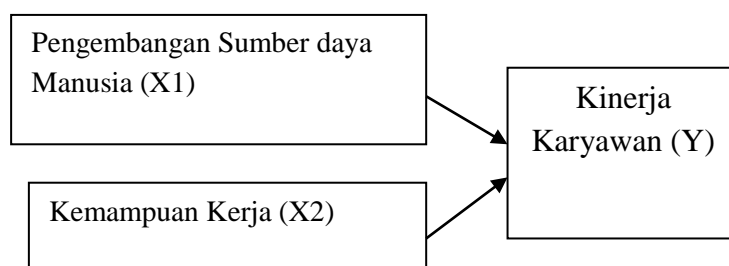 Pengembangan Sumber daya
Manusia (X1)
Kinerja
Karyawan (Y)
Kemampuan Kerja (X2)